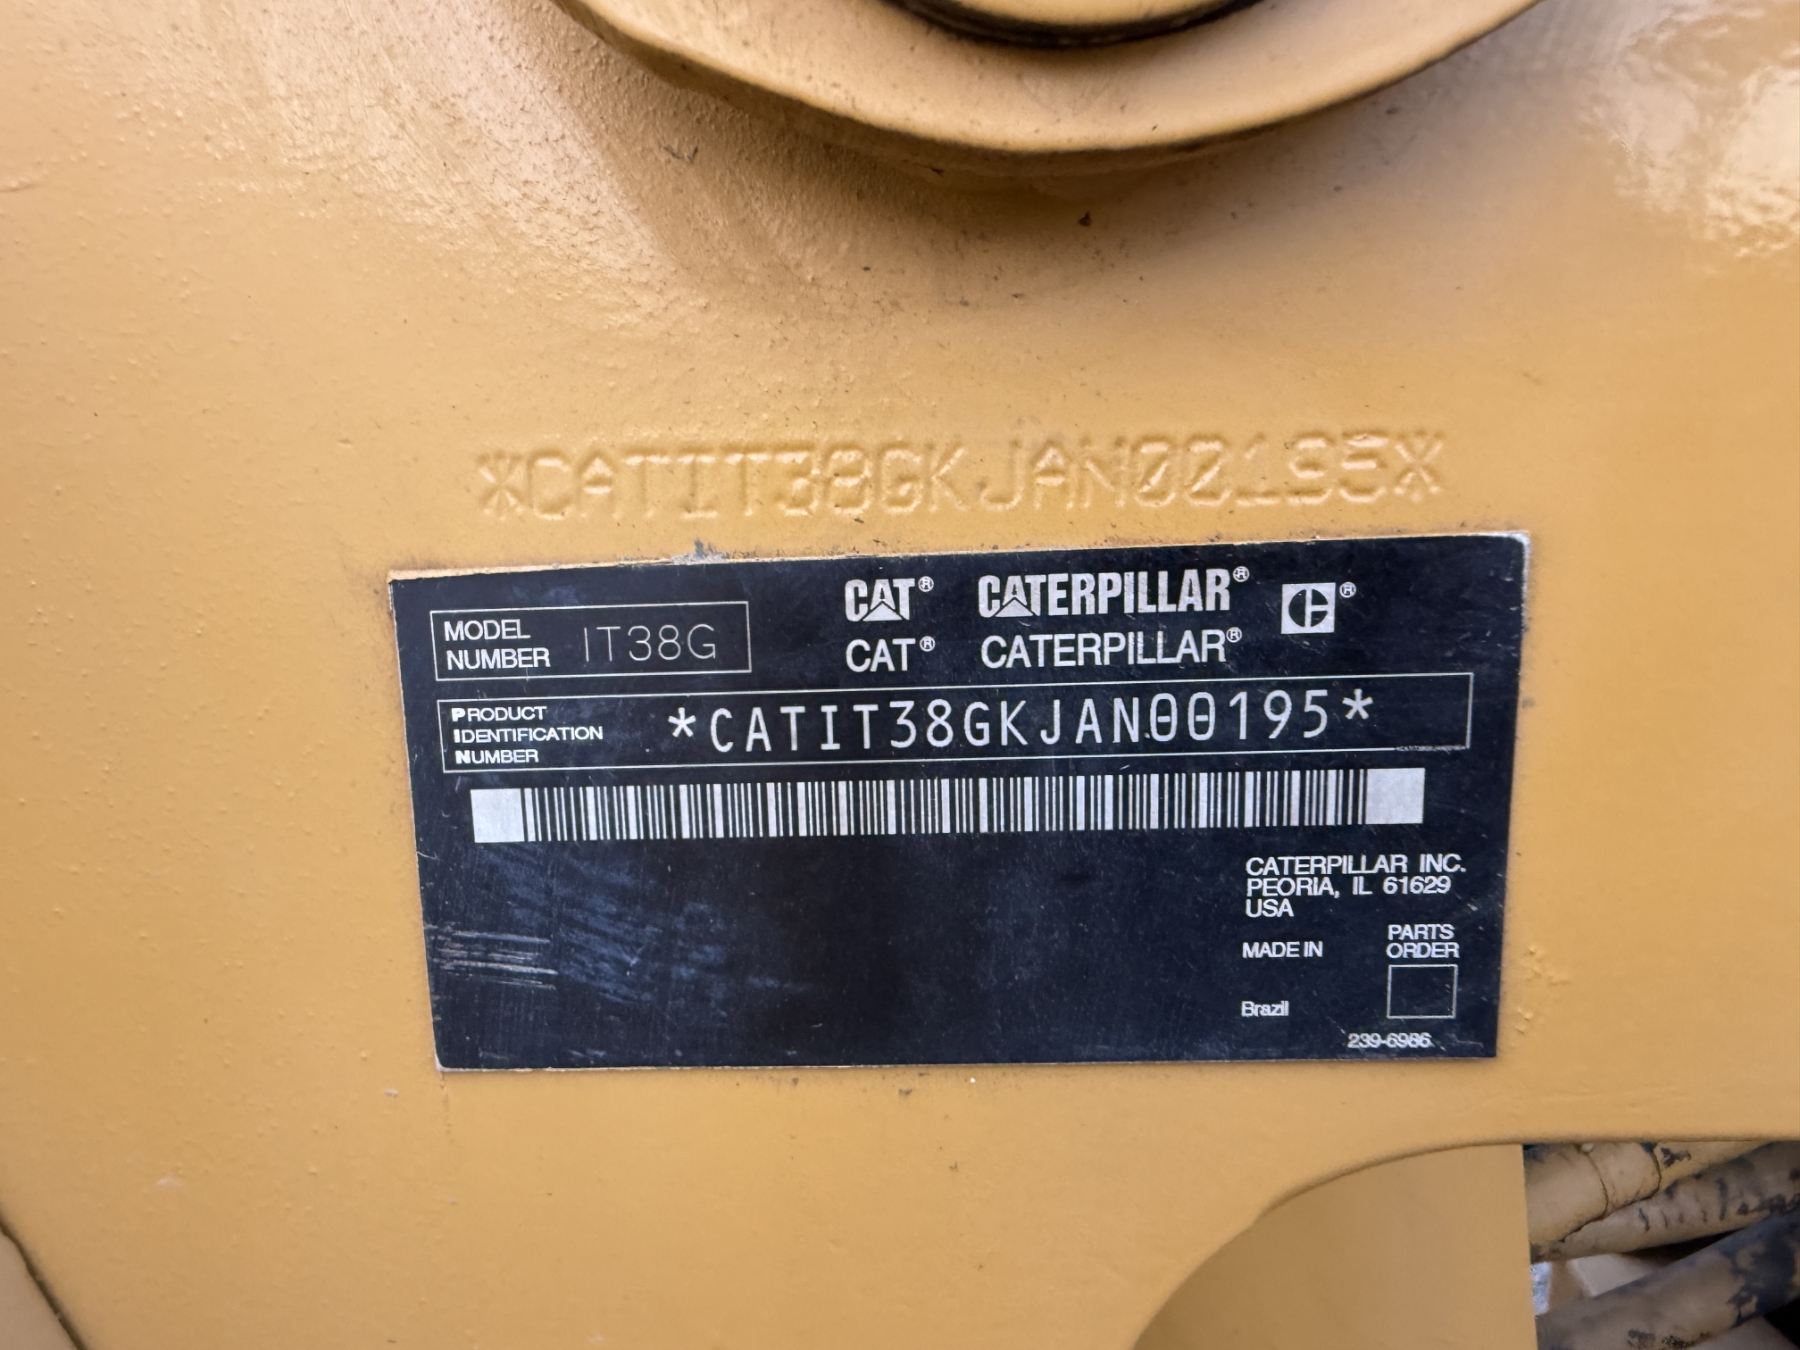 *CATIT38GKJAN00195*
MODEL NUMBER IT38G
CAT® CATERPILLAR® ®
CAT® CATERPILLAR®
PRODUCT IDENTIFICATION NUMBER *CATIT38GKJAN00195*
CATERPILLAR INC.
PEORIA, IL 61629
USA
MADE IN
PARTS
ORDER
Brazil
239-6986